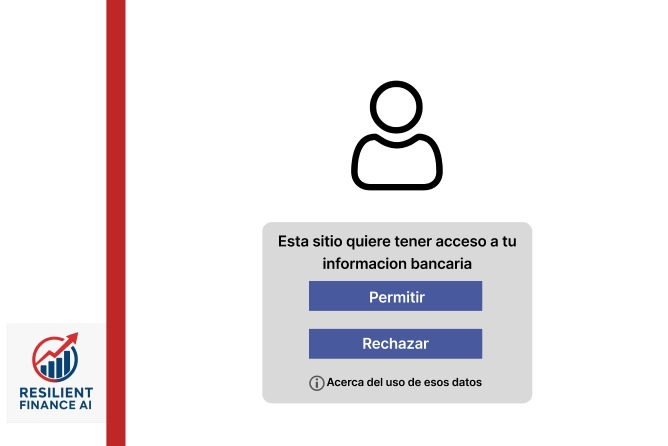 Esta sitio quiere tener acceso a tu
informacion bancaria
Permitir
Rechazar
Acerca del uso de esos datos
RESILIENT
FINANCE AI